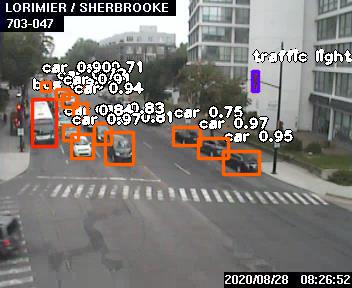 LORIMIER / SHERBROOKE
703-047
traffic light
car 0.71
car 0.94
0.83
car 0.75
car 0.97
car 0.95
car 0.97
0.81
2020/08/28 08:26:52